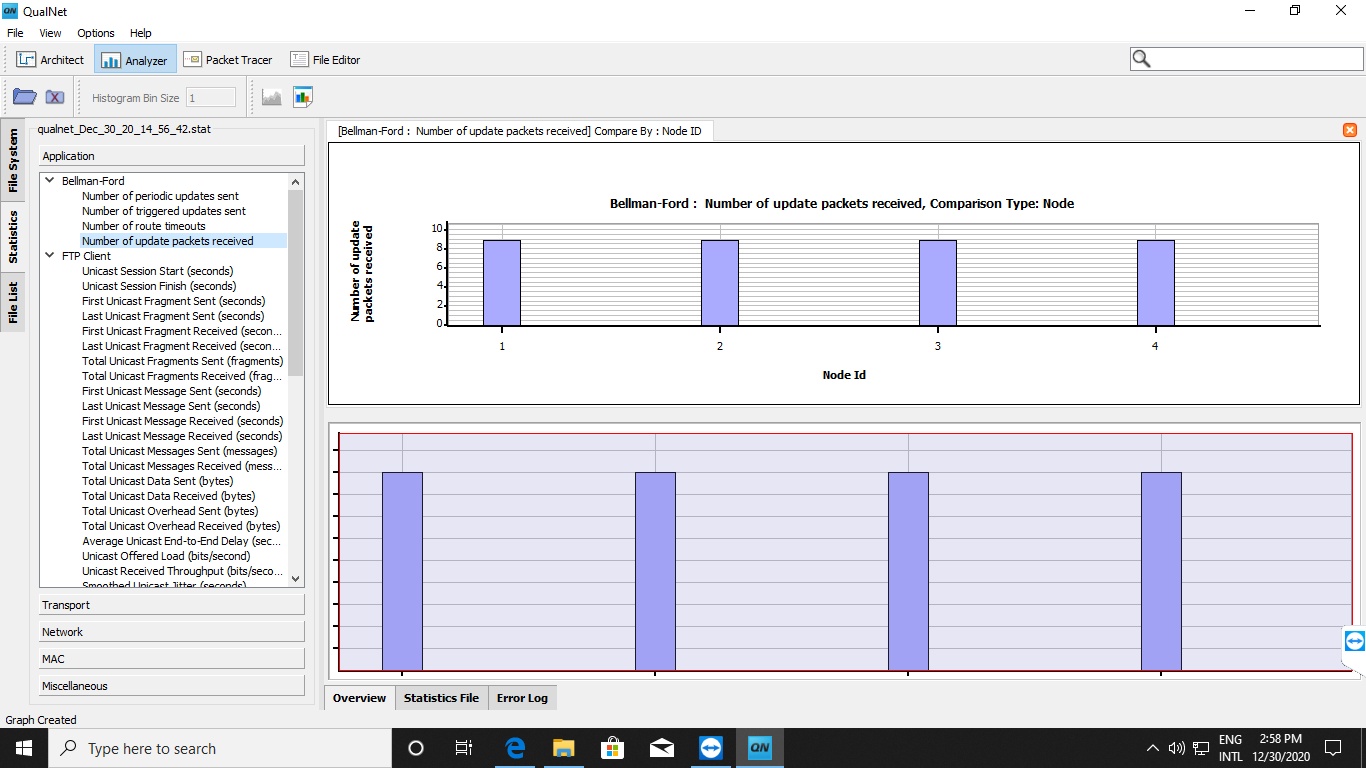 QN QualNet
File View Options Help
Architect Analyzer Packet Tracer File Editor
Histogram Bin Size 1
File System
Statistics
File List
qualnet_Dec_30_20_14_56_42.stat
Application
Bellman-Ford
Number of periodic updates sent
Number of triggered updates sent
Number of route timeouts
Number of update packets received
FTP Client
Unicast Session Start (seconds)
Unicast Session Finish (seconds)
First Unicast Fragment Sent (seconds)
Last Unicast Fragment Sent (seconds)
First Unicast Fragment Received (secon...
Last Unicast Fragment Received (secon...
Total Unicast Fragments Sent (fragments)
Total Unicast Fragments Received (frag...
First Unicast Message Sent (seconds)
Last Unicast Message Sent (seconds)
First Unicast Message Received (seconds)
Last Unicast Message Received (seconds)
Total Unicast Messages Sent (messages)
Total Unicast Messages Received (mess...
Total Unicast Data Sent (bytes)
Total Unicast Data Received (bytes)
Total Unicast Overhead Sent (bytes)
Total Unicast Overhead Received (bytes)
Average Unicast End-to-End Delay (sec...
Unicast Offered Load (bits/second)
Unicast Received Throughput (bits/seco...
Smoothed Unicast Jitter (seconds)
Transport
Network
MAC
Miscellaneous
[Bellman-Ford : Number of update packets received] Compare By : Node ID
Bellman-Ford : Number of update packets received, Comparison Type: Node
Number of update
packets received
10
8
6
4
2
0
1 2 3 4
Node Id
Overview Statistics File Error Log
Graph Created
Type here to search
QN
ENG
INTL
2:58 PM
12/30/2020